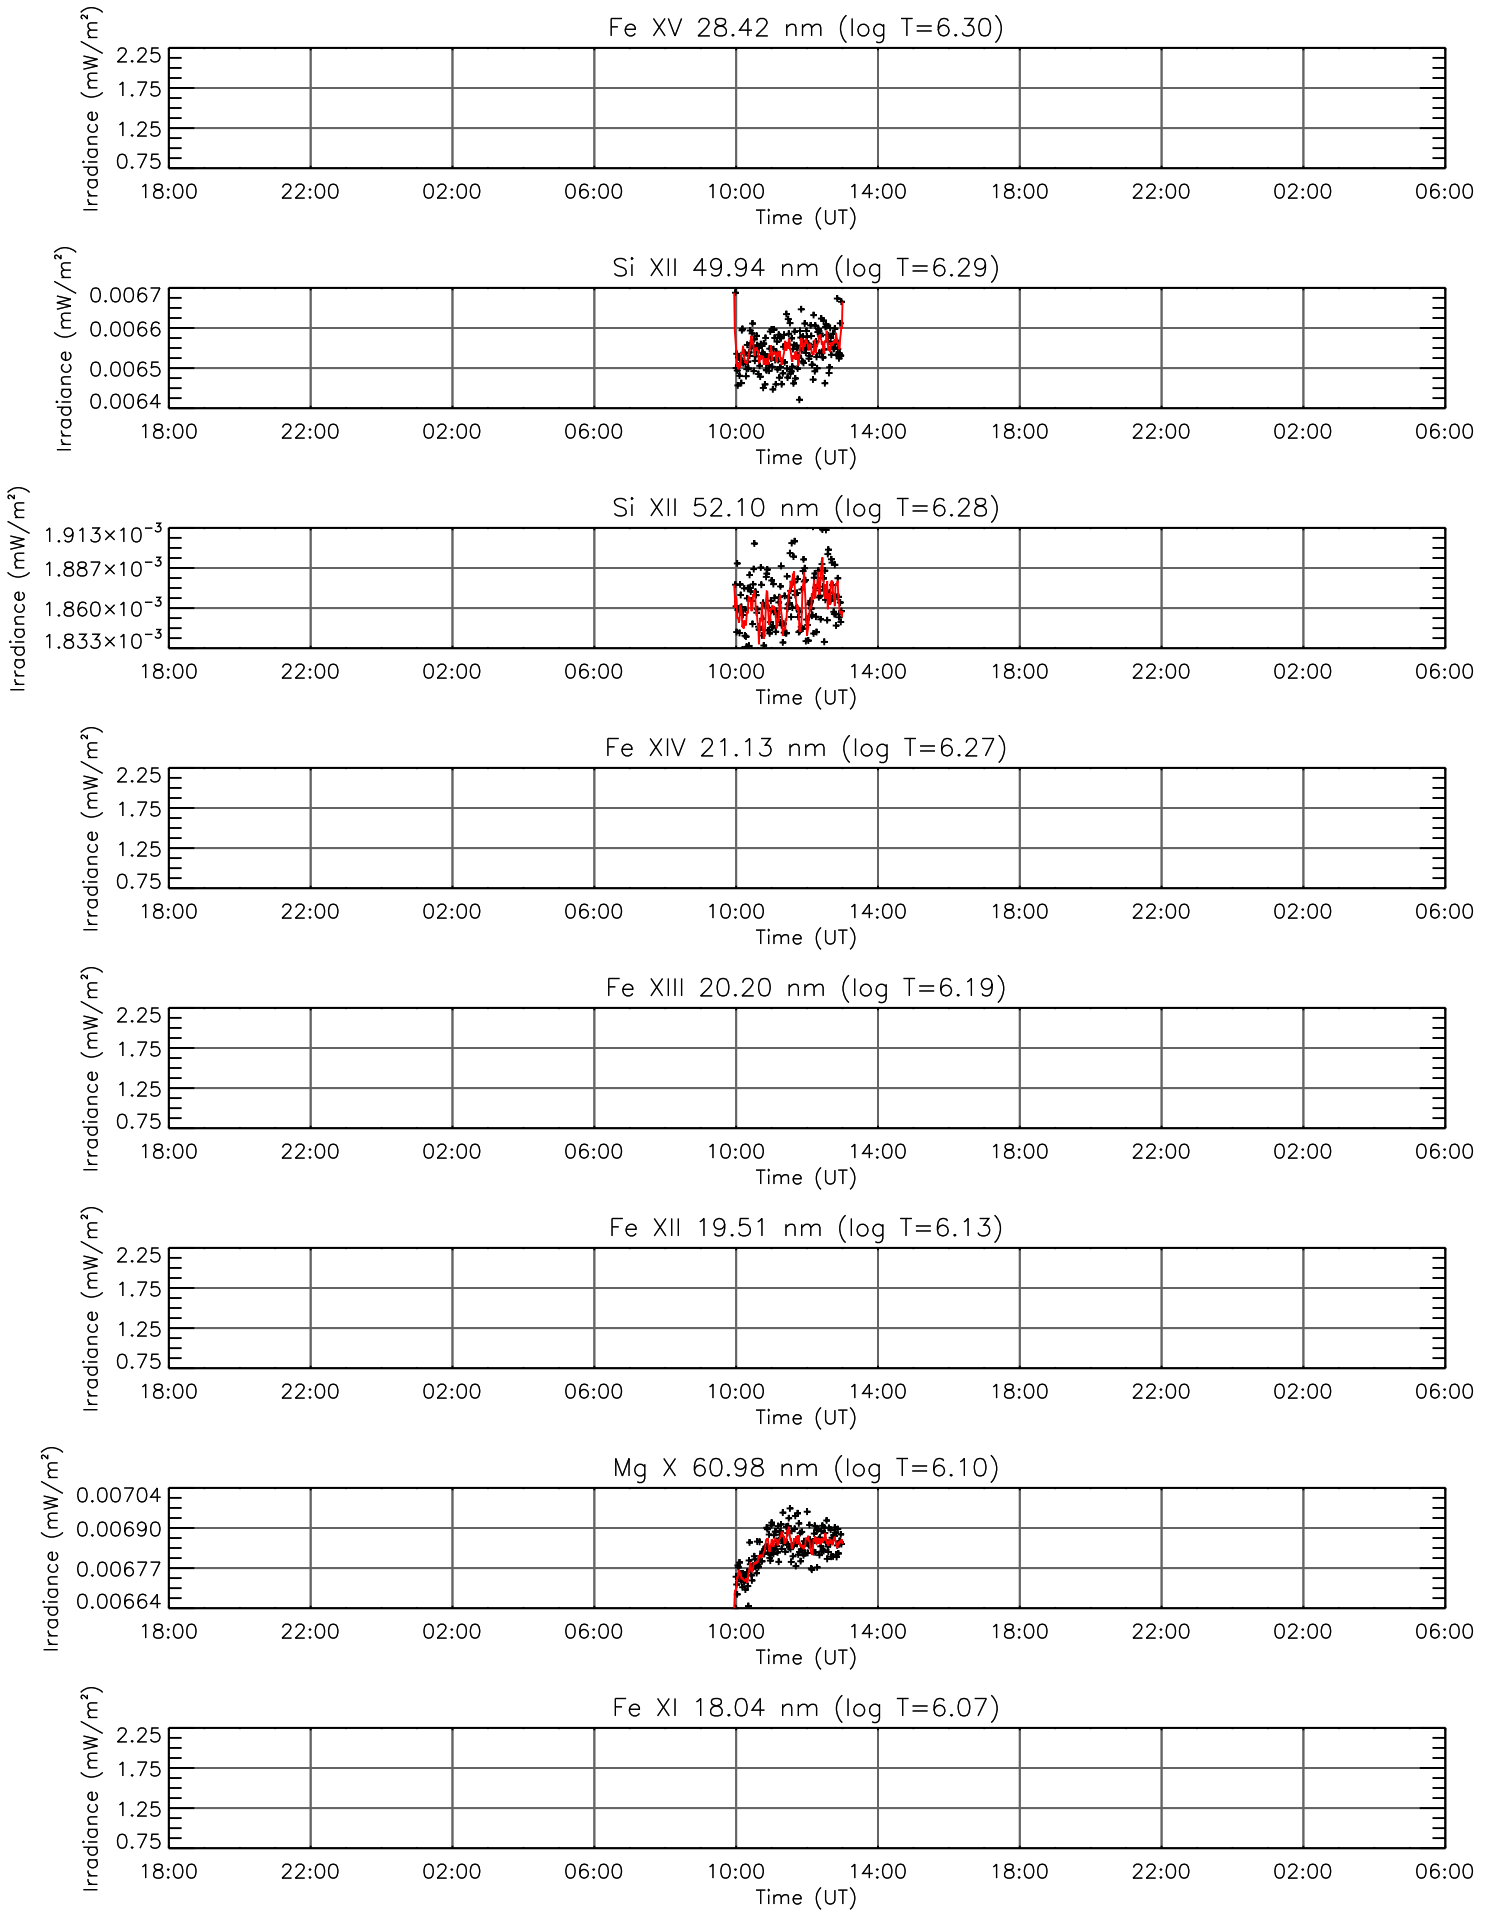 Fe XV 28.42 nm (log T=6.30)
Irradiance (mW/m²)
2.25
1.75
1.25
0.75
18:00 22:00 02:00 06:00 10:00 14:00 18:00 22:00 02:00 06:00
Time (UT)
Si XII 49.94 nm (log T=6.29)
Irradiance (mW/m²)
0.0067
0.0066
0.0065
0.0064
18:00 22:00 02:00 06:00 10:00 14:00 18:00 22:00 02:00 06:00
Time (UT)
Si XII 52.10 nm (log T=6.28)
Irradiance (mW/m²)
1.913×10⁻³
1.887×10⁻³
1.860×10⁻³
1.833×10⁻³
18:00 22:00 02:00 06:00 10:00 14:00 18:00 22:00 02:00 06:00
Time (UT)
Fe XIV 21.13 nm (log T=6.27)
Irradiance (mW/m²)
2.25
1.75
1.25
0.75
18:00 22:00 02:00 06:00 10:00 14:00 18:00 22:00 02:00 06:00
Time (UT)
Fe XIII 20.20 nm (log T=6.19)
Irradiance (mW/m²)
2.25
1.75
1.25
0.75
18:00 22:00 02:00 06:00 10:00 14:00 18:00 22:00 02:00 06:00
Time (UT)
Fe XII 19.51 nm (log T=6.13)
Irradiance (mW/m²)
2.25
1.75
1.25
0.75
18:00 22:00 02:00 06:00 10:00 14:00 18:00 22:00 02:00 06:00
Time (UT)
Mg X 60.98 nm (log T=6.10)
Irradiance (mW/m²)
0.00704
0.00690
0.00677
0.00664
18:00 22:00 02:00 06:00 10:00 14:00 18:00 22:00 02:00 06:00
Time (UT)
Fe XI 18.04 nm (log T=6.07)
Irradiance (mW/m²)
2.25
1.75
1.25
0.75
18:00 22:00 02:00 06:00 10:00 14:00 18:00 22:00 02:00 06:00
Time (UT)